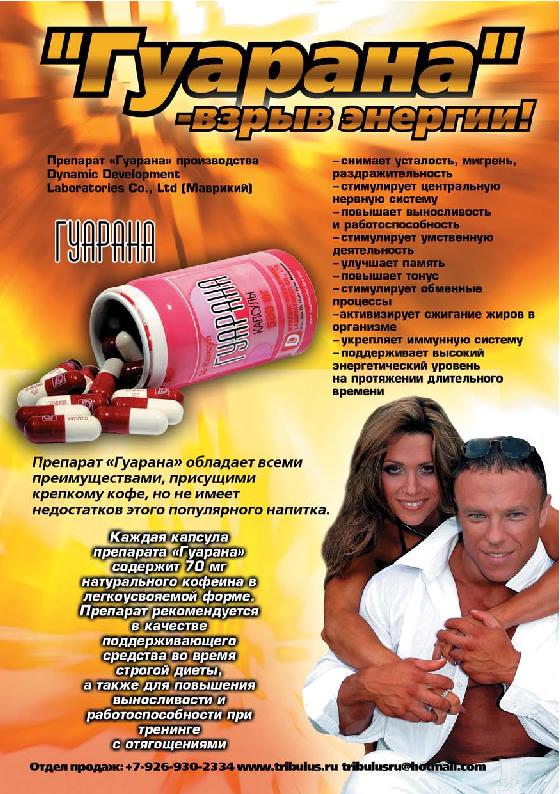 "Гуарана"
-взрыв энергии!
Препарат «Гуарана» производства
Dynamic Development
Laboratories Co., Ltd (Маврикий)
– снимает усталость, мигрень,
раздражительность
– стимулирует центральную
нервную систему
– повышает выносливость
и работоспособность
– стимулирует умственную
деятельность
– улучшает память
– повышает тонус
– стимулирует обменные
процессы
–активизирует сжигание жиров в
организме
– укрепляет иммунную систему
– поддерживает высокий
энергетический уровень
на протяжении длительного
времени
ГУАРАНА
ГУАРАНА
КАПСУЛЫ
Препарат «Гуарана» обладает всеми
преимуществами, присущими
крепкому кофе, но не имеет
недостатков этого популярного напитка.
Каждая капсула
препарата «Гуарана»
содержит 70 мг
натурального кофеина в
легкоусвояемой форме.
Препарат рекомендуется
в качестве
поддерживающего
средства во время
строгой диеты,
а также для повышения
выносливости и
работоспособности при
тренинге
с отягощениями
Отдел продаж: +7-926-930-2334 www.tribulus.ru tribulusru@hotmail.com